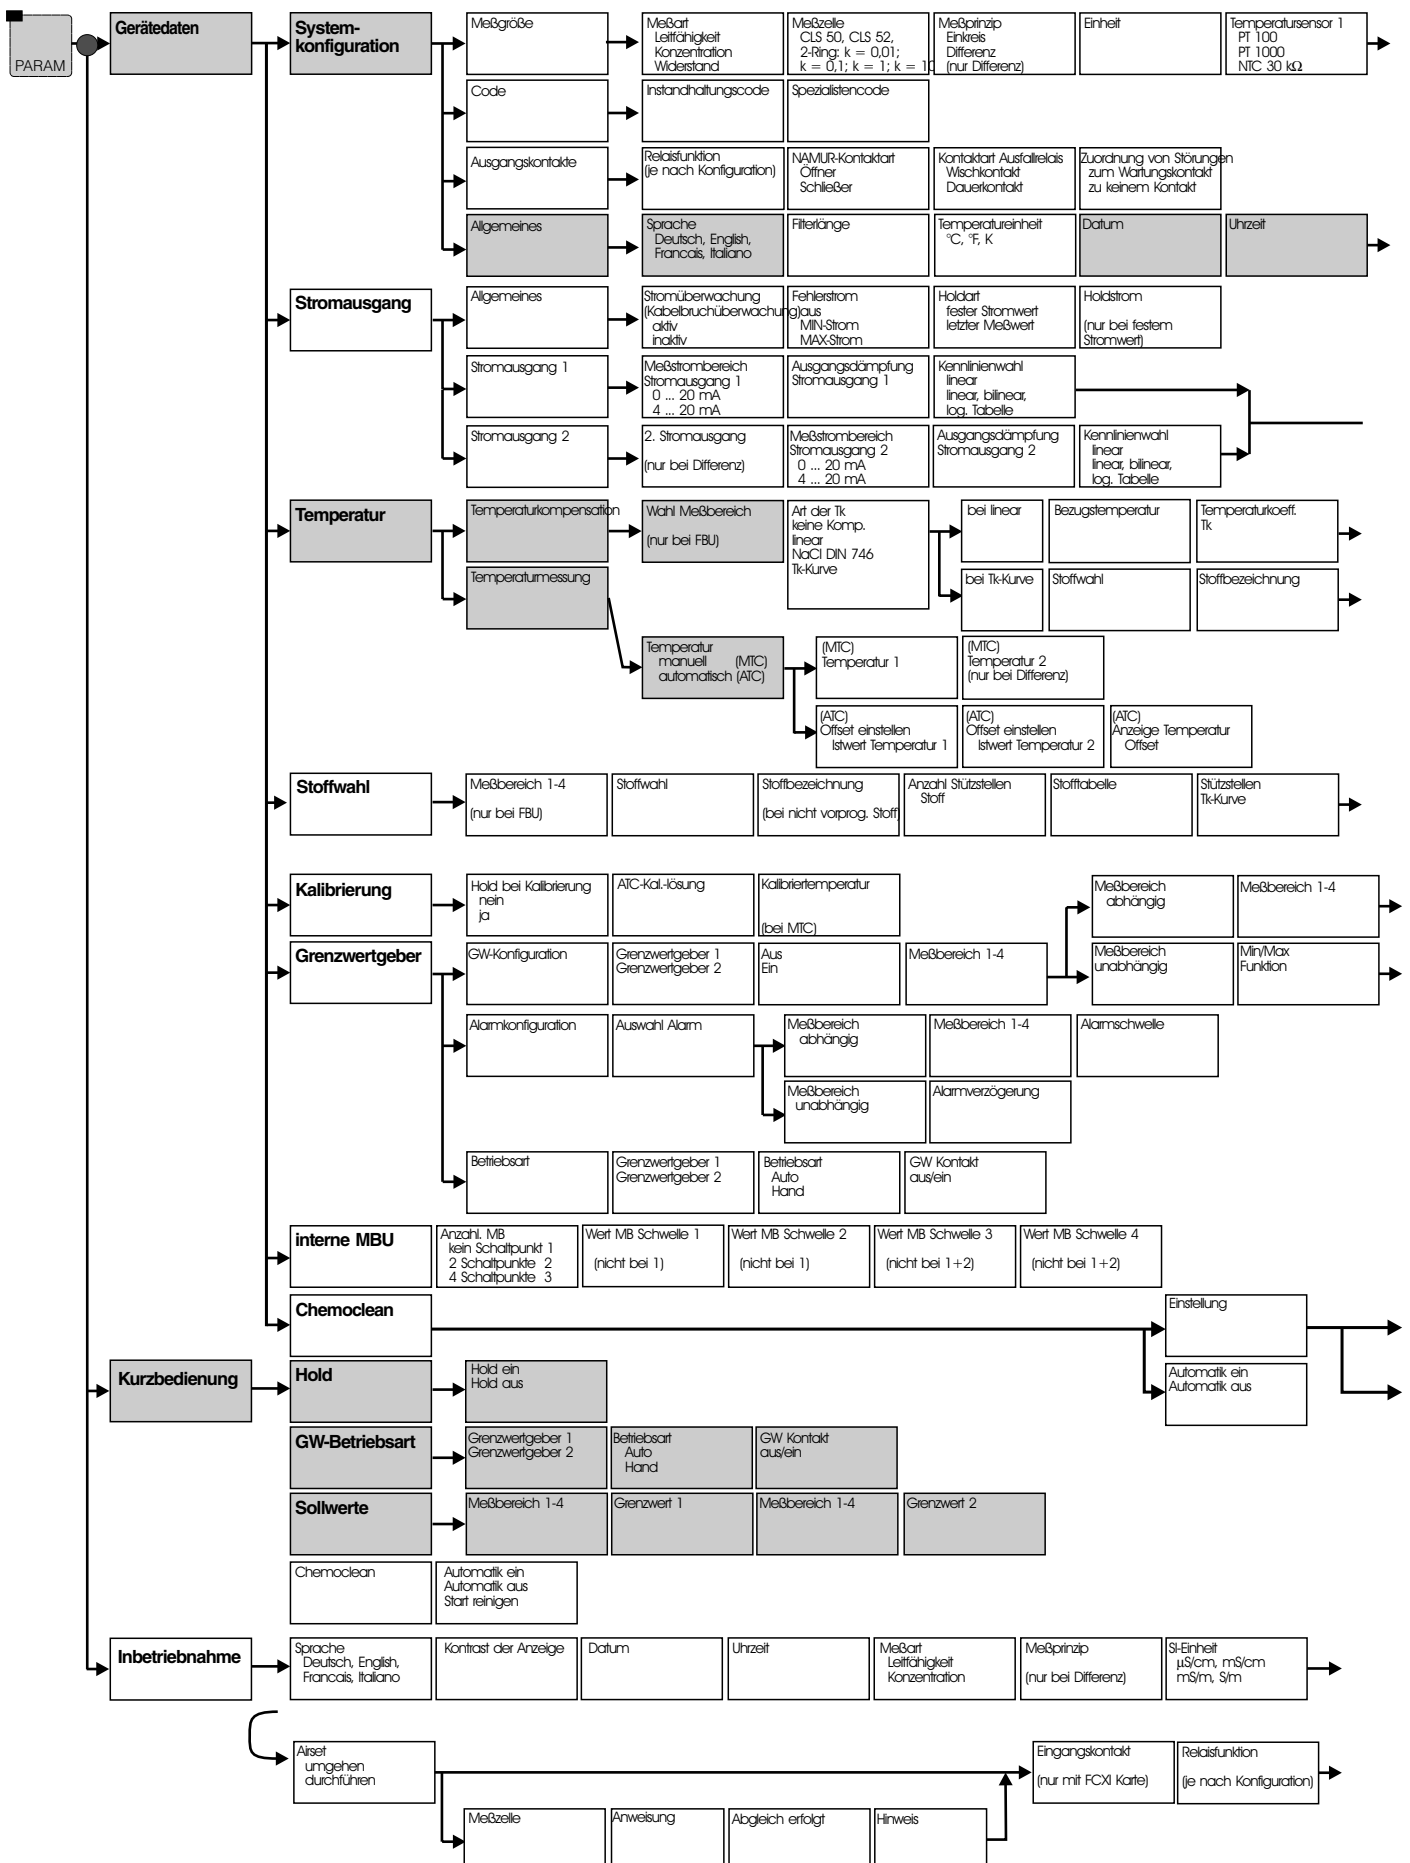 PARAM
Gerätedaten
System-
konfiguration
Meßgröße
Meßart
Leitfähigkeit
Konzentration
Widerstand
Meßzelle
CLS 50, CLS 52,
2-Ring: k = 0,01;
k = 0,1; k = 1; k = 10
Meßprinzip
Einkreis
Differenz
(nur Differenz)
Einheit
Temperatursensor 1
PT 100
PT 1000
NTC 30 kΩ
Code
Instandhaltungscode
Spezialistencode
Ausgangskontakte
Relaisfunktion
(je nach Konfiguration)
NAMUR-Kontaktart
Öffner
Schließer
Kontaktart Ausfallrelais
Wischkontakt
Dauerkontakt
Zuordnung von Störungen
zum Wartungskontakt
zu keinem Kontakt
Allgemeines
Sprache
Deutsch, English,
Francais, Italiano
Filterlänge
Temperatureinheit
°C, °F, K
Datum
Uhrzeit
Stromausgang
Allgemeines
Stromüberwachung
(Kabelbruchüberwachung)
aktiv
inaktiv
Fehlerstrom
aus
MIN-Strom
MAX-Strom
Holdart
fester Stromwert
letzter Meßwert
Holdstrom
(nur bei festem
Stromwert)
Stromausgang 1
Meßstrombereich
Stromausgang 1
0 ... 20 mA
4 ... 20 mA
Ausgangsdämpfung
Stromausgang 1
Kennlinienwahl
linear
linear, bilinear,
log. Tabelle
Stromausgang 2
2. Stromausgang
(nur bei Differenz)
Meßstrombereich
Stromausgang 2
0 ... 20 mA
4 ... 20 mA
Ausgangsdämpfung
Stromausgang 2
Kennlinienwahl
linear
linear, bilinear,
log. Tabelle
Temperatur
Temperaturkompensation
Wahl Meßbereich
(nur bei FBU)
Art der Tk
keine Komp.
linear
NaCl DIN 746
Tk-Kurve
bei linear
Bezugstemperatur
Temperaturkoeff.
Tk
Temperaturmessung
bei Tk-Kurve
Stoffwahl
Stoffbezeichnung
Temperatur
manuell (MTC)
automatisch (ATC)
(MTC)
Temperatur 1
(MTC)
Temperatur 2
(nur bei Differenz)
(ATC)
Offset einstellen
Istwert Temperatur 1
(ATC)
Offset einstellen
Istwert Temperatur 2
(ATC)
Anzeige Temperatur
Offset
Stoffwahl
Meßbereich 1-4
(nur bei FBU)
Stoffwahl
Stoffbezeichnung
(bei nicht vorprog. Stoff)
Anzahl Stützstellen
Stoff
Stofftabelle
Stützstellen
Tk-Kurve
Kalibrierung
Hold bei Kalibrierung
nein
ja
ATC-Kal.-lösung
Kalibriertemperatur
(bei MTC)
Meßbereich
abhängig
Meßbereich 1-4
Grenzwertgeber
GW-Konfiguration
Grenzwertgeber 1
Grenzwertgeber 2
Aus
Ein
Meßbereich 1-4
Meßbereich
unabhängig
Min/Max
Funktion
Alarmkonfiguration
Auswahl Alarm
Meßbereich
abhängig
Meßbereich 1-4
Alarmschwelle
Meßbereich
unabhängig
Alarmverzögerung
Betriebsart
Grenzwertgeber 1
Grenzwertgeber 2
Betriebsart
Auto
Hand
GW Kontakt
aus/ein
interne MBU
Anzahl. MB
kein Schaltpunkt 1
2 Schaltpunkte 2
4 Schaltpunkte 3
Wert MB Schwelle 1
(nicht bei 1)
Wert MB Schwelle 2
(nicht bei 1)
Wert MB Schwelle 3
(nicht bei 1+2)
Wert MB Schwelle 4
(nicht bei 1+2)
Chemoclean
Einstellung
Automatik ein
Automatik aus
Kurzbedienung
Hold
Hold ein
Hold aus
GW-Betriebsart
Grenzwertgeber 1
Grenzwertgeber 2
Betriebsart
Auto
Hand
GW Kontakt
aus/ein
Sollwerte
Meßbereich 1-4
Grenzwert 1
Meßbereich 1-4
Grenzwert 2
Chemoclean
Automatik ein
Automatik aus
Start reinigen
Inbetriebnahme
Sprache
Deutsch, English,
Francais, Italiano
Kontrast der Anzeige
Datum
Uhrzeit
Meßart
Leitfähigkeit
Konzentration
Meßprinzip
(nur bei Differenz)
SI-Einheit
µS/cm, mS/cm
mS/m, S/m
Airset
umgehen
durchführen
Eingangskontakt
(nur mit FCXI Karte)
Relaisfunktion
(je nach Konfiguration)
Meßzelle
Anweisung
Abgleich erfolgt
Hinweis